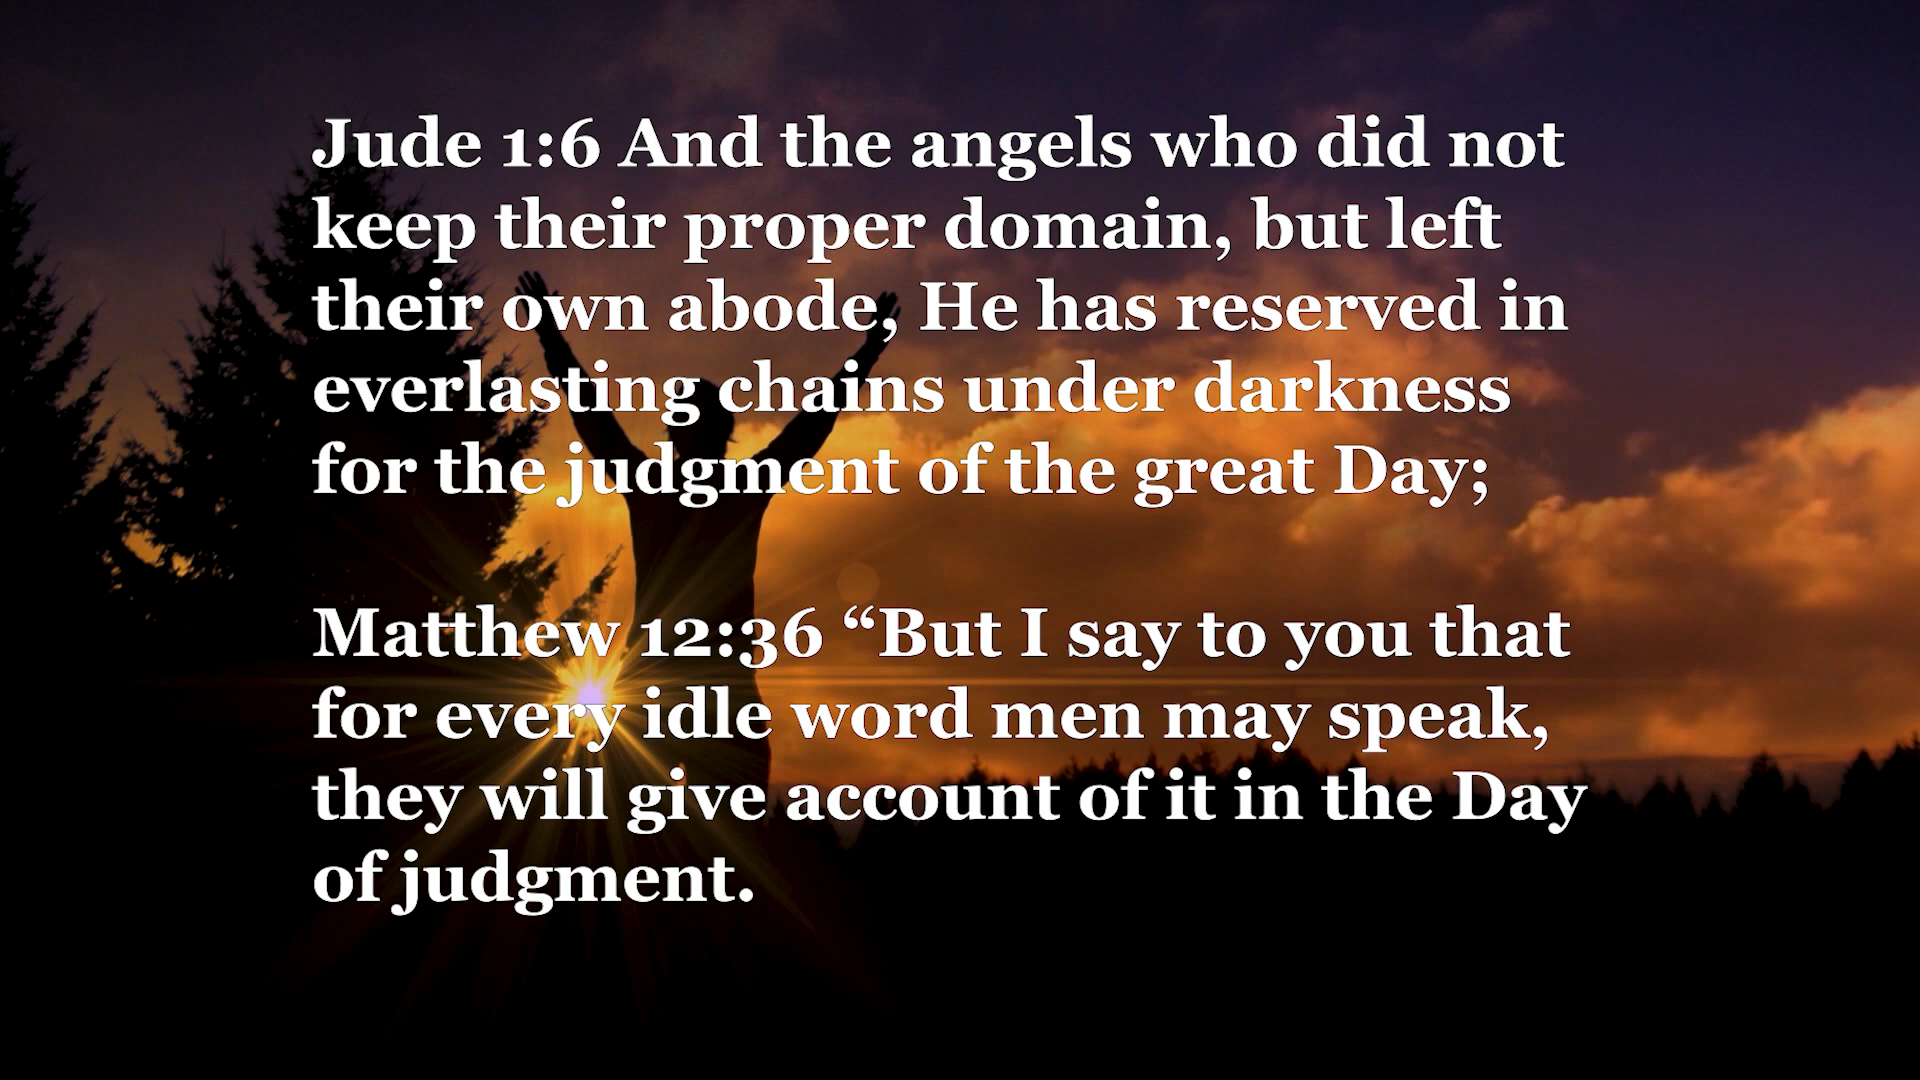 Jude 1:6 And the angels who did not
keep their proper domain, but left
their own abode, He has reserved in
everlasting chains under darkness
for the judgment of the great Day;
Matthew 12:36 “But I say to you that
for every idle word men may speak,
they will give account of it in the Day
of judgment.